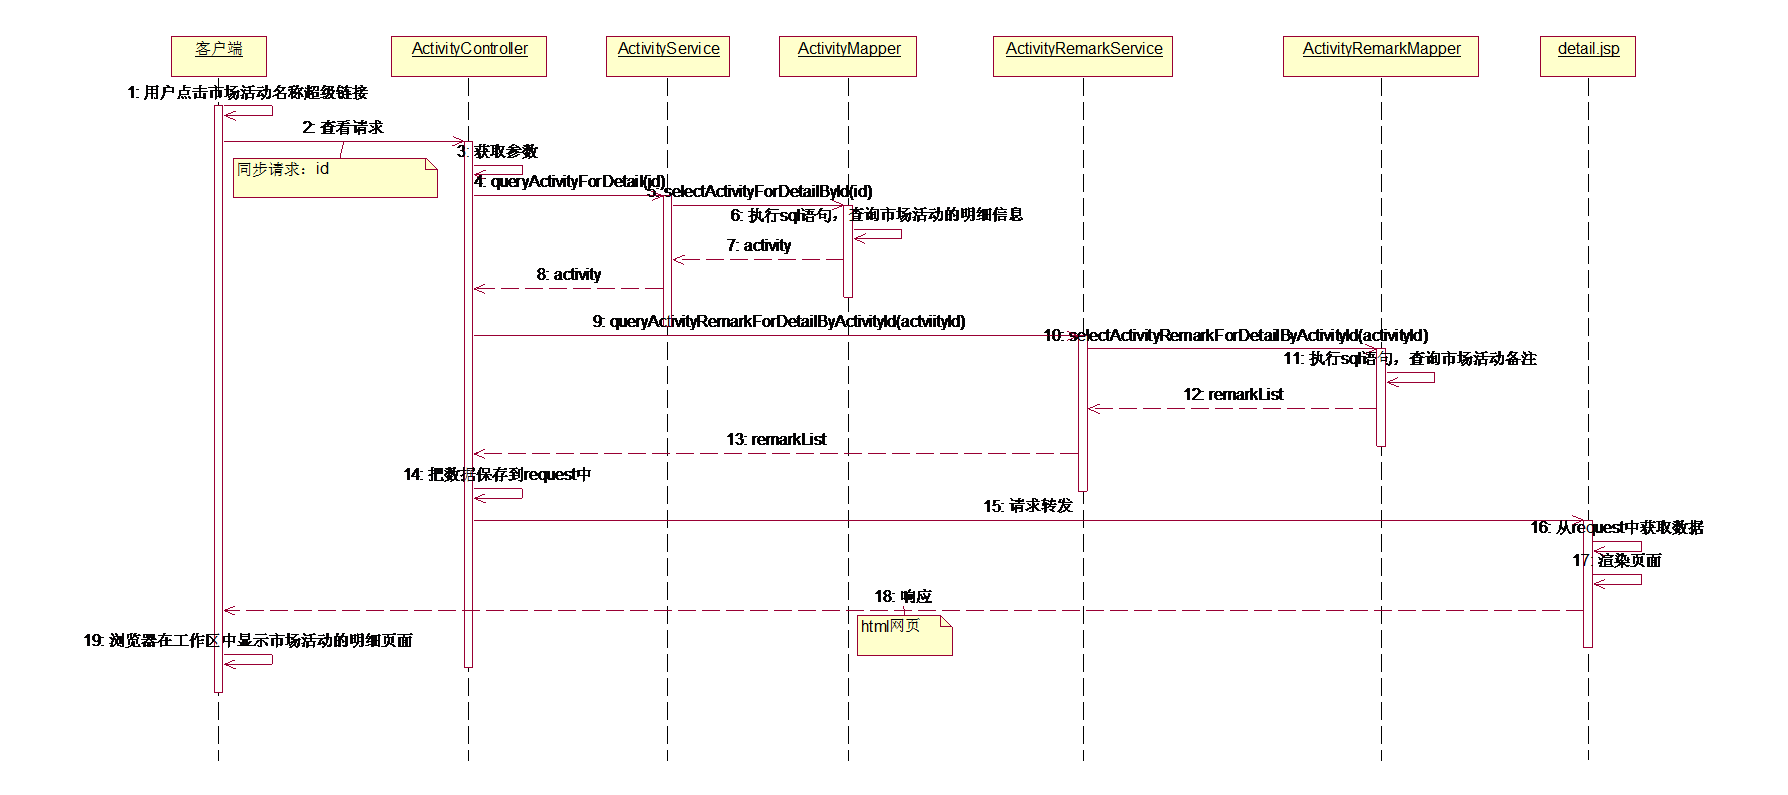 客户端
ActivityController
ActivityService
ActivityMapper
ActivityRemarkService
ActivityRemarkMapper
detail.jsp
1: 用户点击市场活动名称超级链接
2: 查看请求
同步请求：id
3: 获取参数
4: queryActivityForDetail(id)
5: selectActivityForDetailById(id)
6: 执行sql语句，查询市场活动的明细信息
7: activity
8: activity
9: queryActivityRemarkForDetailByActivityId(actviityId)
10: selectActivityRemarkForDetailByActivityId(activityId)
11: 执行sql语句，查询市场活动备注
12: remarkList
13: remarkList
14: 把数据保存到request中
15: 请求转发
16: 从request中获取数据
17: 渲染页面
18: 响应
html网页
19: 浏览器在工作区中显示市场活动的明细页面